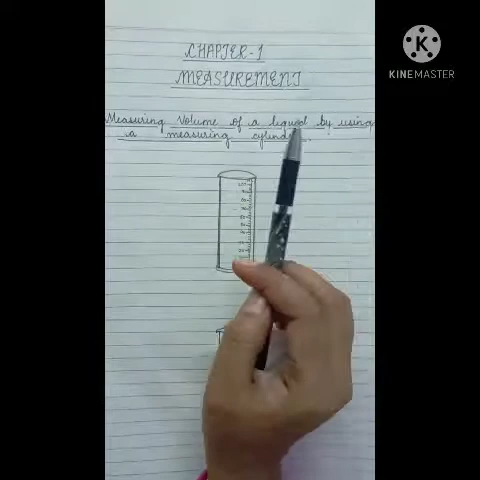 CHAPTER-1
MEASUREMENT
Measuring Volume of a liquid by using
a measuring cylinder.
K
KINEMASTER